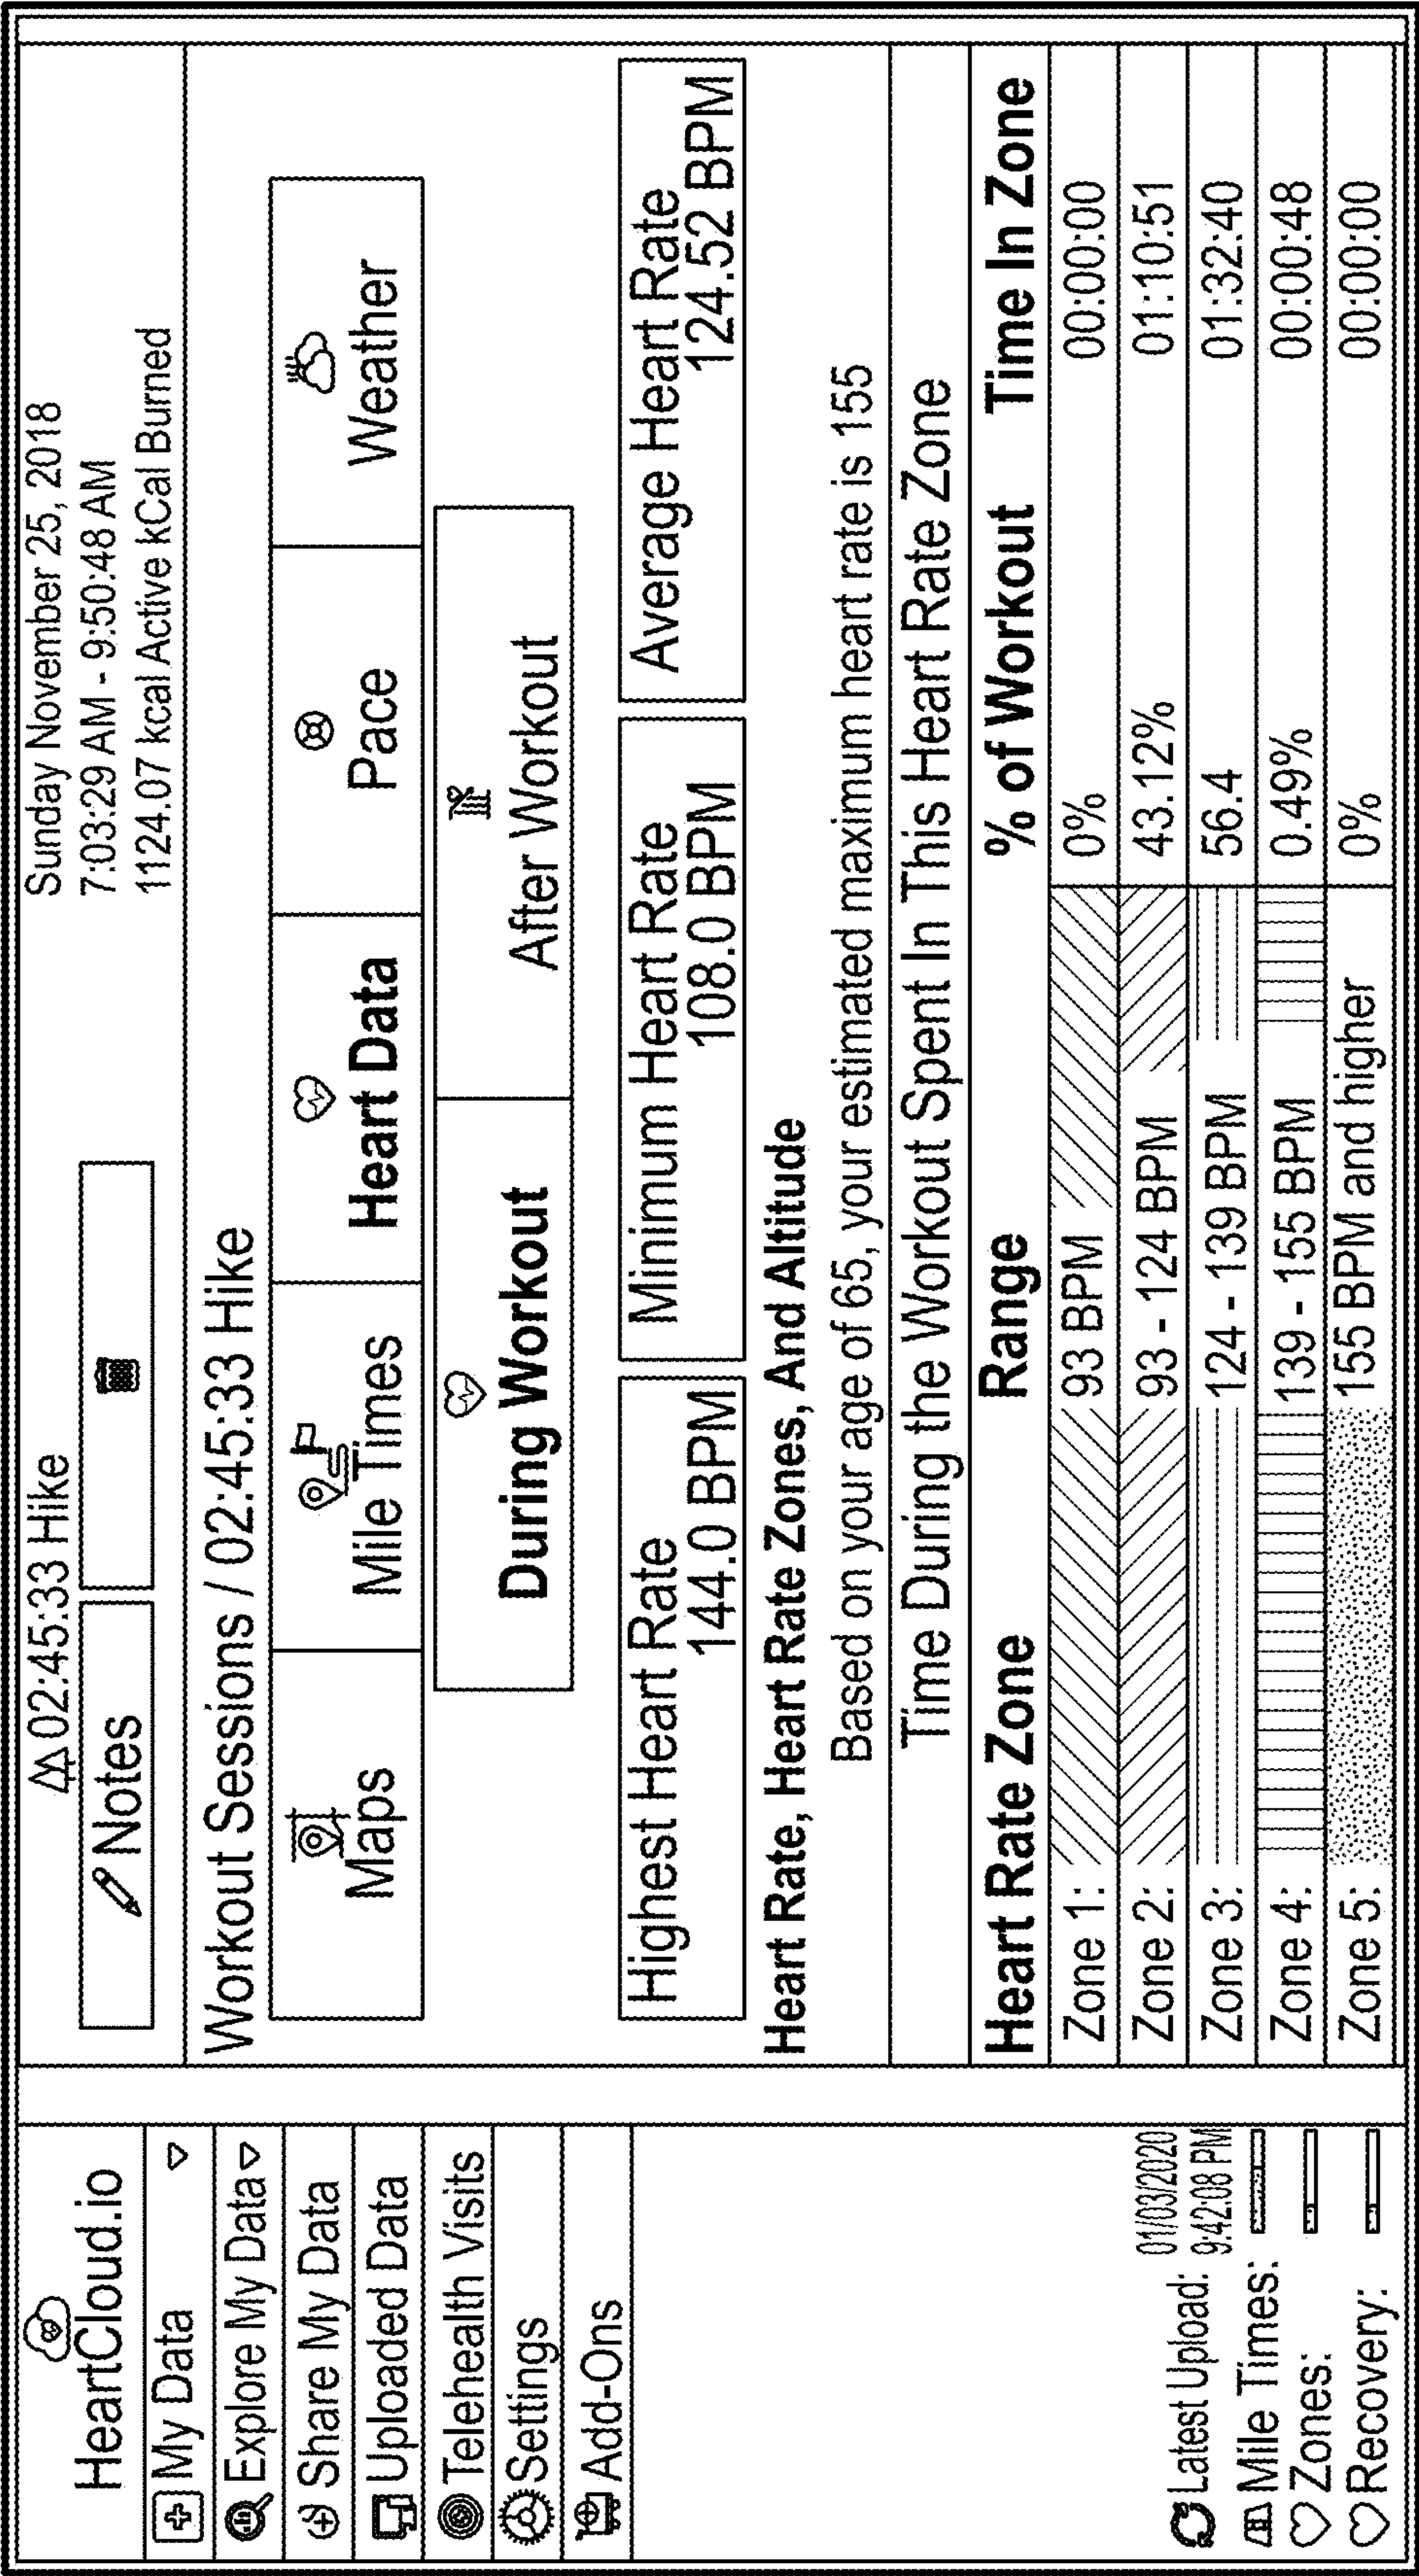 HeartCloud.io
My Data
Explore My Data
Share My Data
Uploaded Data
Telehealth Visits
Settings
Add-Ons
Latest Upload: 01/03/2020
9:42:08 PM
Mile Times:
Zones:
Recovery:
02:45:33 Hike
Notes
Sunday November 25, 2018
7:03:29 AM - 9:50:48 AM
1124.07 kcal Active kCal Burned
Workout Sessions / 02:45:33 Hike
Maps
Mile Times
Heart Data
Pace
Weather
During Workout
After Workout
Highest Heart Rate
144.0 BPM
Minimum Heart Rate
108.0 BPM
Average Heart Rate
124.52 BPM
Heart Rate, Heart Rate Zones, And Altitude
Based on your age of 65, your estimated maximum heart rate is 155
Time During the Workout Spent In This Heart Rate Zone
Heart Rate Zone Range % of Workout Time In Zone
Zone 1: 93 BPM 0% 00:00:00
Zone 2: 93 - 124 BPM 43.12% 01:10:51
Zone 3: 124 - 139 BPM 56.4 01:32:40
Zone 4: 139 - 155 BPM 0.49% 00:00:48
Zone 5: 155 BPM and higher 0% 00:00:00